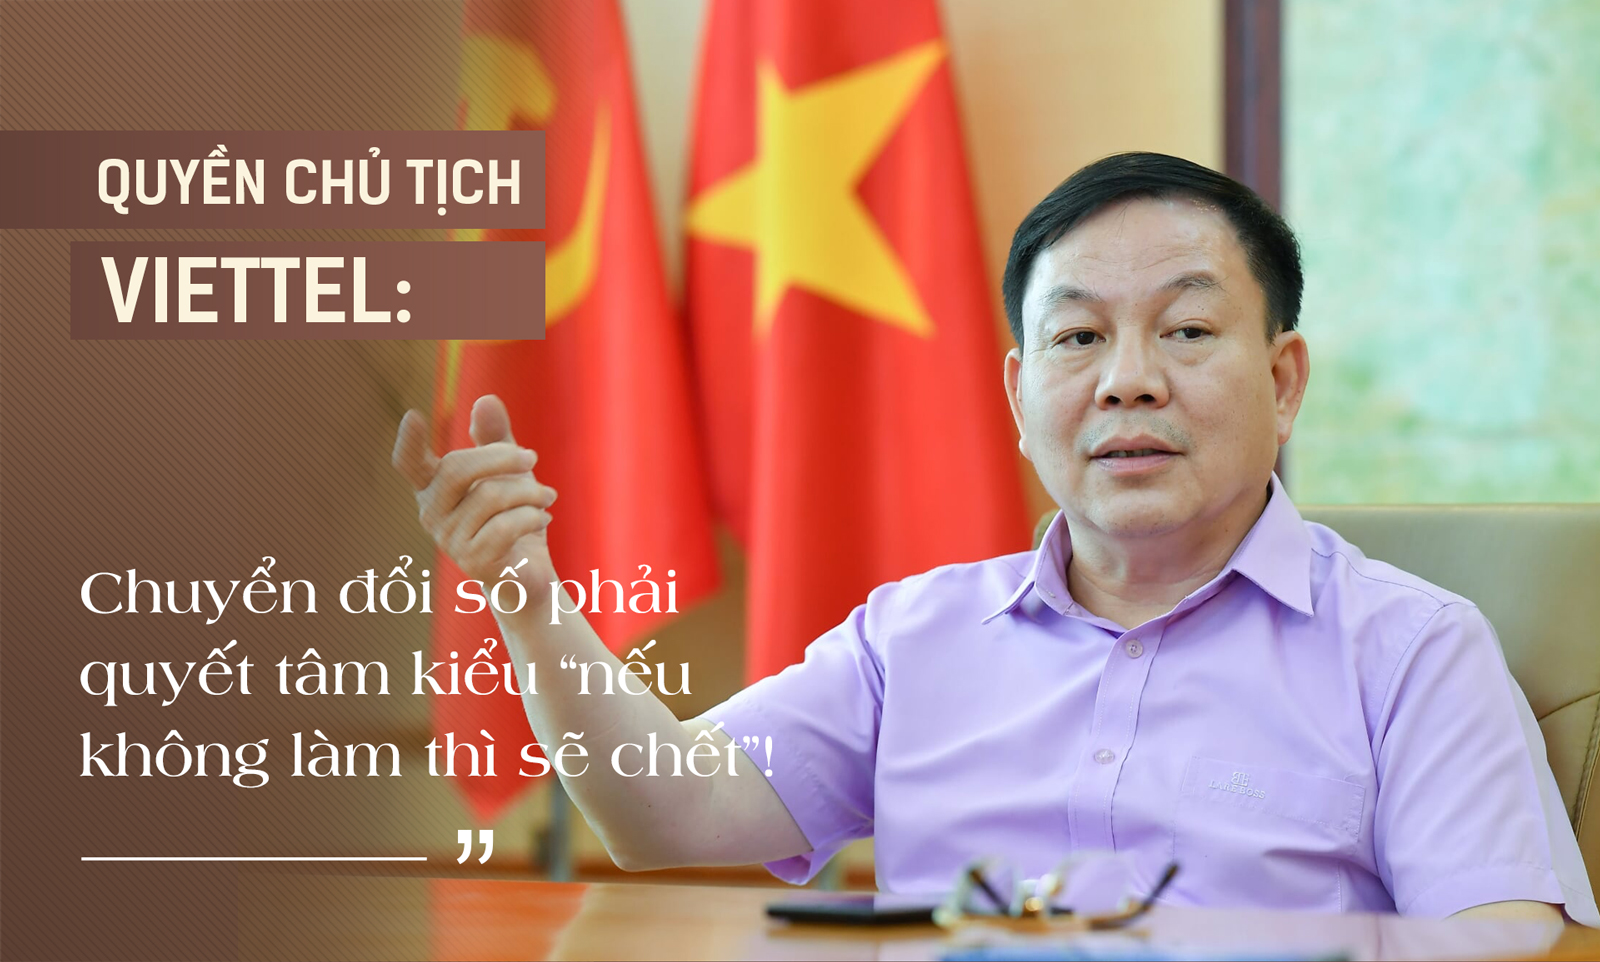 QUYỀN CHỦ TỊCH
VIETTEL:
Chuyển đổi số phải
quyết tâm kiểu “nếu
không làm thì sẽ chết”!
”